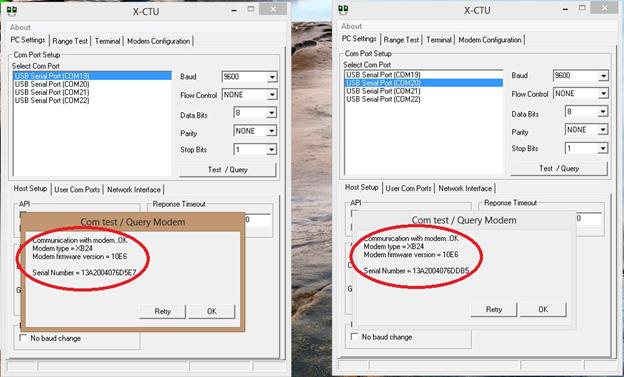 X-CTU
About
PC Settings Range Test Terminal Modem Configuration
Com Port Setup
Select Com Port
USB Serial Port (COM19)
USB Serial Port (COM20)
USB Serial Port (COM21)
USB Serial Port (COM22)
Baud 9600
Flow Control NONE
Data Bits 8
Parity NONE
Stop Bits 1
Test / Query
Host Setup User Com Ports Network Interface
API
Reponse Timeout
Com test / Query Modem
Communication with modem..OK
Modem type = XB24
Modem firmware version = 10E6
Serial Number = 13A2004076D5E7
Retry OK
No baud change
X-CTU
About
PC Settings Range Test Terminal Modem Configuration
Com Port Setup
Select Com Port
USB Serial Port (COM19)
USB Serial Port (COM20)
USB Serial Port (COM21)
USB Serial Port (COM22)
Baud 9600
Flow Control NONE
Data Bits 8
Parity NONE
Stop Bits 1
Test / Query
Host Setup User Com Ports Network Interface
API
Reponse Timeout
Com test / Query Modem
Communication with modem..OK
Modem type = XB24
Modem firmware version = 10E6
Serial Number = 13A2004076DDB5
Retry OK
No baud change